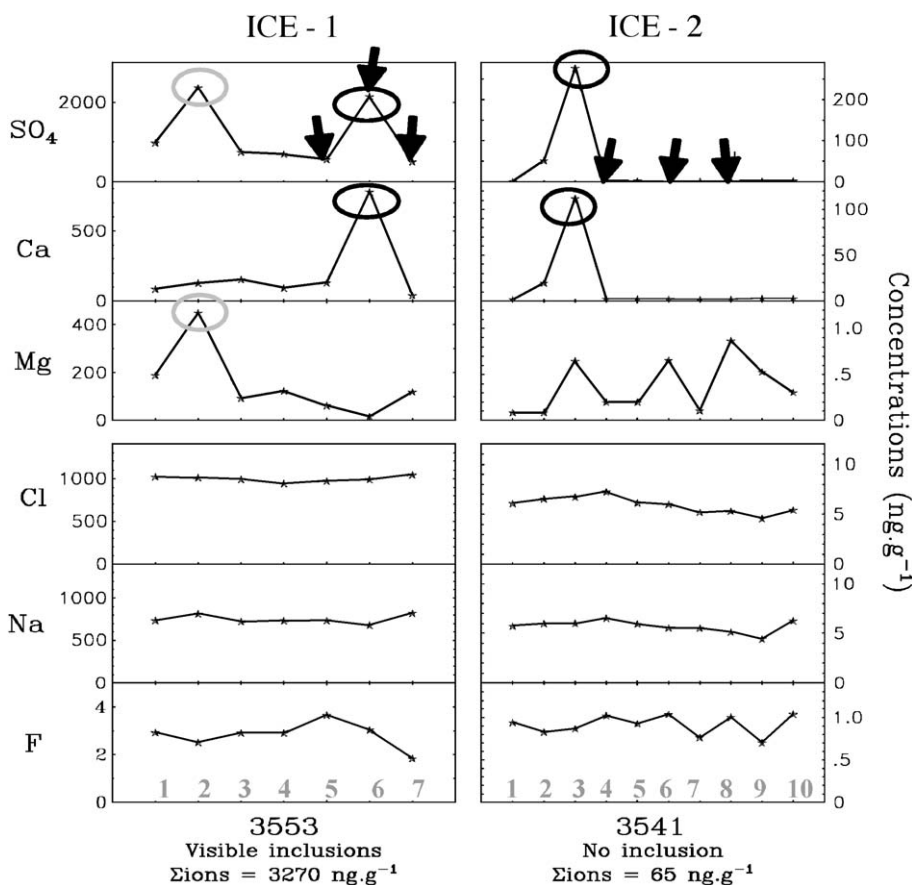 ICE - 1 ICE - 2
SO₄ 2000 0 200 100 0
Ca 500 0 100 50 0
Mg 400 200 0 1.0 .5 0
Cl 1000 500 0 10 5 0
Na 1000 500 0 10 5 0
F 4 2 0 1.0 .5 0
Concentrations (ng.g⁻¹)
1 2 3 4 5 6 7 1 2 3 4 5 6 7 8 9 10
3553 3541
Visible inclusions No inclusion
Σions = 3270 ng.g⁻¹ Σions = 65 ng.g⁻¹